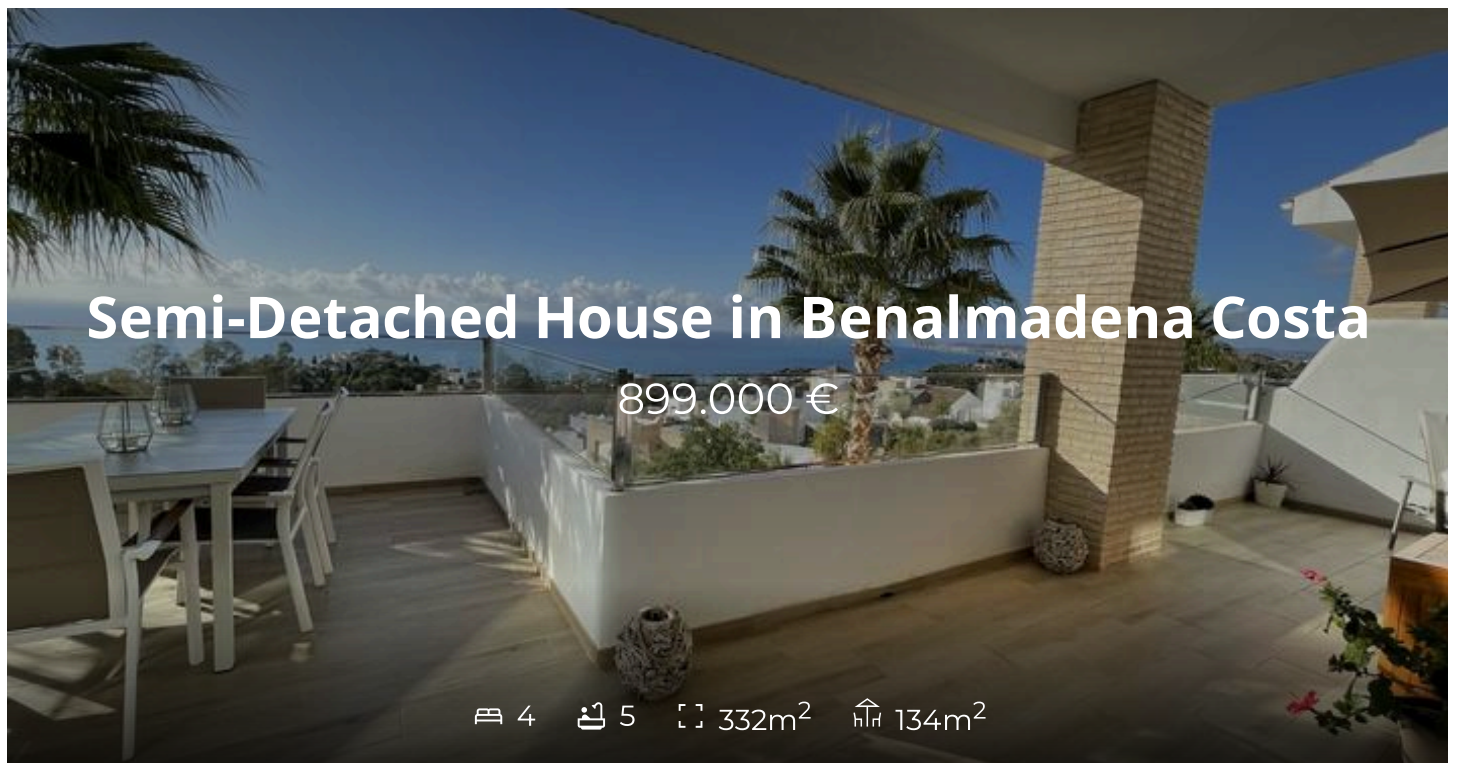 Semi-Detached House in Benalmadena Costa
899.000 €
4 5 332m² 134m²